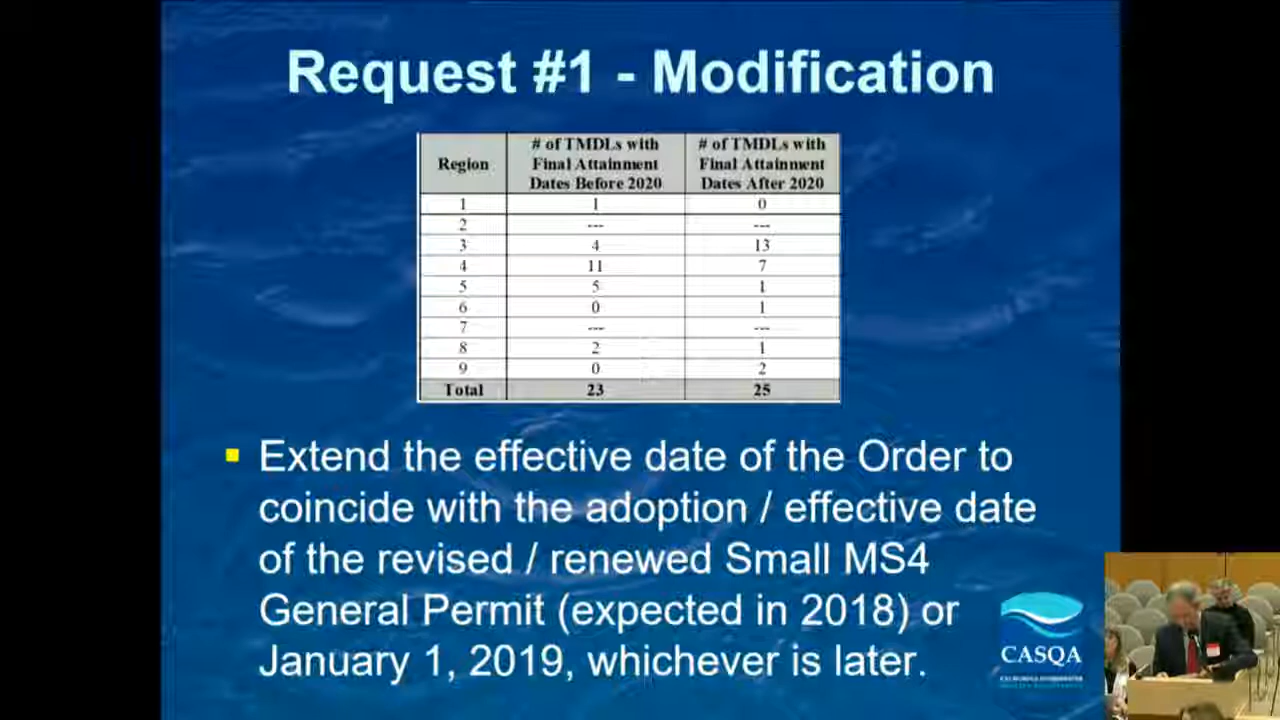 Request #1 - Modification
Region # of TMDLs with Final Attainment Dates Before 2020 # of TMDLs with Final Attainment Dates After 2020
1 1 0
2 --- ---
3 4 13
4 11 7
5 5 1
6 0 1
7 --- ---
8 2 1
9 0 2
Total 23 25
Extend the effective date of the Order to
coincide with the adoption / effective date
of the revised / renewed Small MS4
General Permit (expected in 2018) or
January 1, 2019, whichever is later.
CASQA